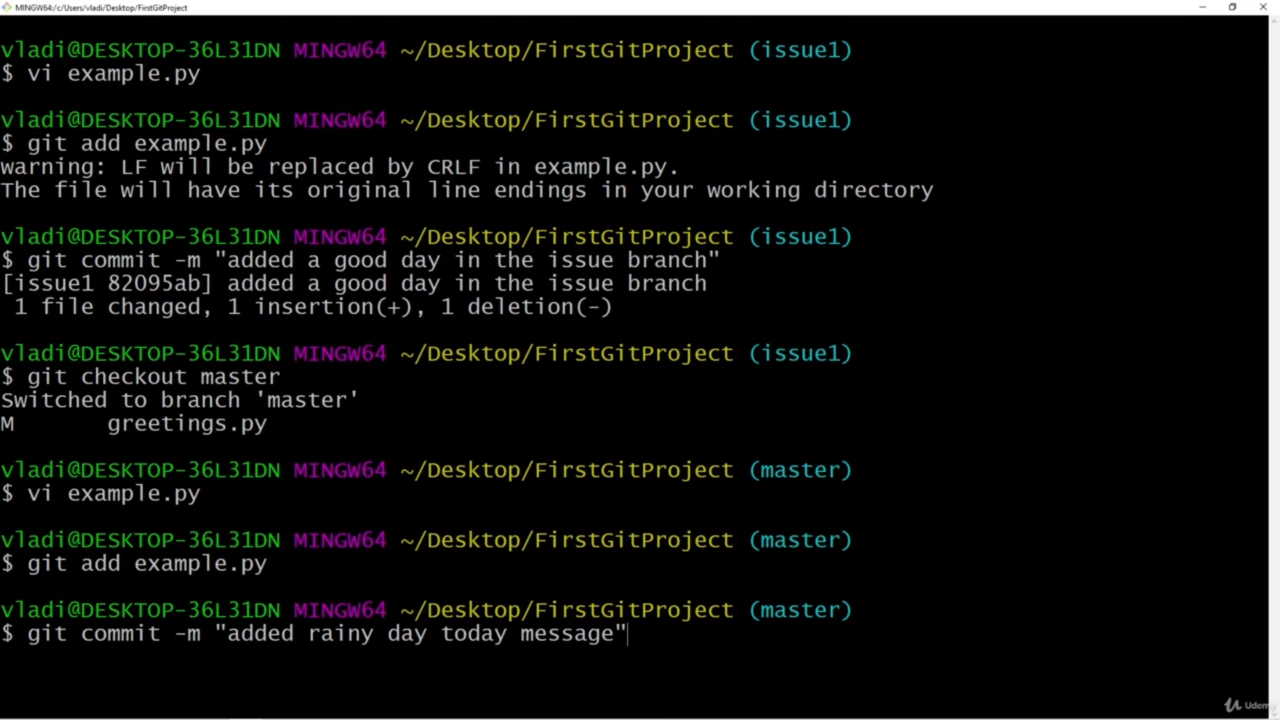 MINGW64:/c/Users/vladi/Desktop/FirstGitProject
vladi@DESKTOP-36L31DN MINGW64 ~/Desktop/FirstGitProject (issue1)
$ vi example.py
vladi@DESKTOP-36L31DN MINGW64 ~/Desktop/FirstGitProject (issue1)
$ git add example.py
warning: LF will be replaced by CRLF in example.py.
The file will have its original line endings in your working directory
vladi@DESKTOP-36L31DN MINGW64 ~/Desktop/FirstGitProject (issue1)
$ git commit -m "added a good day in the issue branch"
[issue1 82095ab] added a good day in the issue branch
 1 file changed, 1 insertion(+), 1 deletion(-)
vladi@DESKTOP-36L31DN MINGW64 ~/Desktop/FirstGitProject (issue1)
$ git checkout master
Switched to branch 'master'
M       greetings.py
vladi@DESKTOP-36L31DN MINGW64 ~/Desktop/FirstGitProject (master)
$ vi example.py
vladi@DESKTOP-36L31DN MINGW64 ~/Desktop/FirstGitProject (master)
$ git add example.py
vladi@DESKTOP-36L31DN MINGW64 ~/Desktop/FirstGitProject (master)
$ git commit -m "added rainy day today message"
Udemy